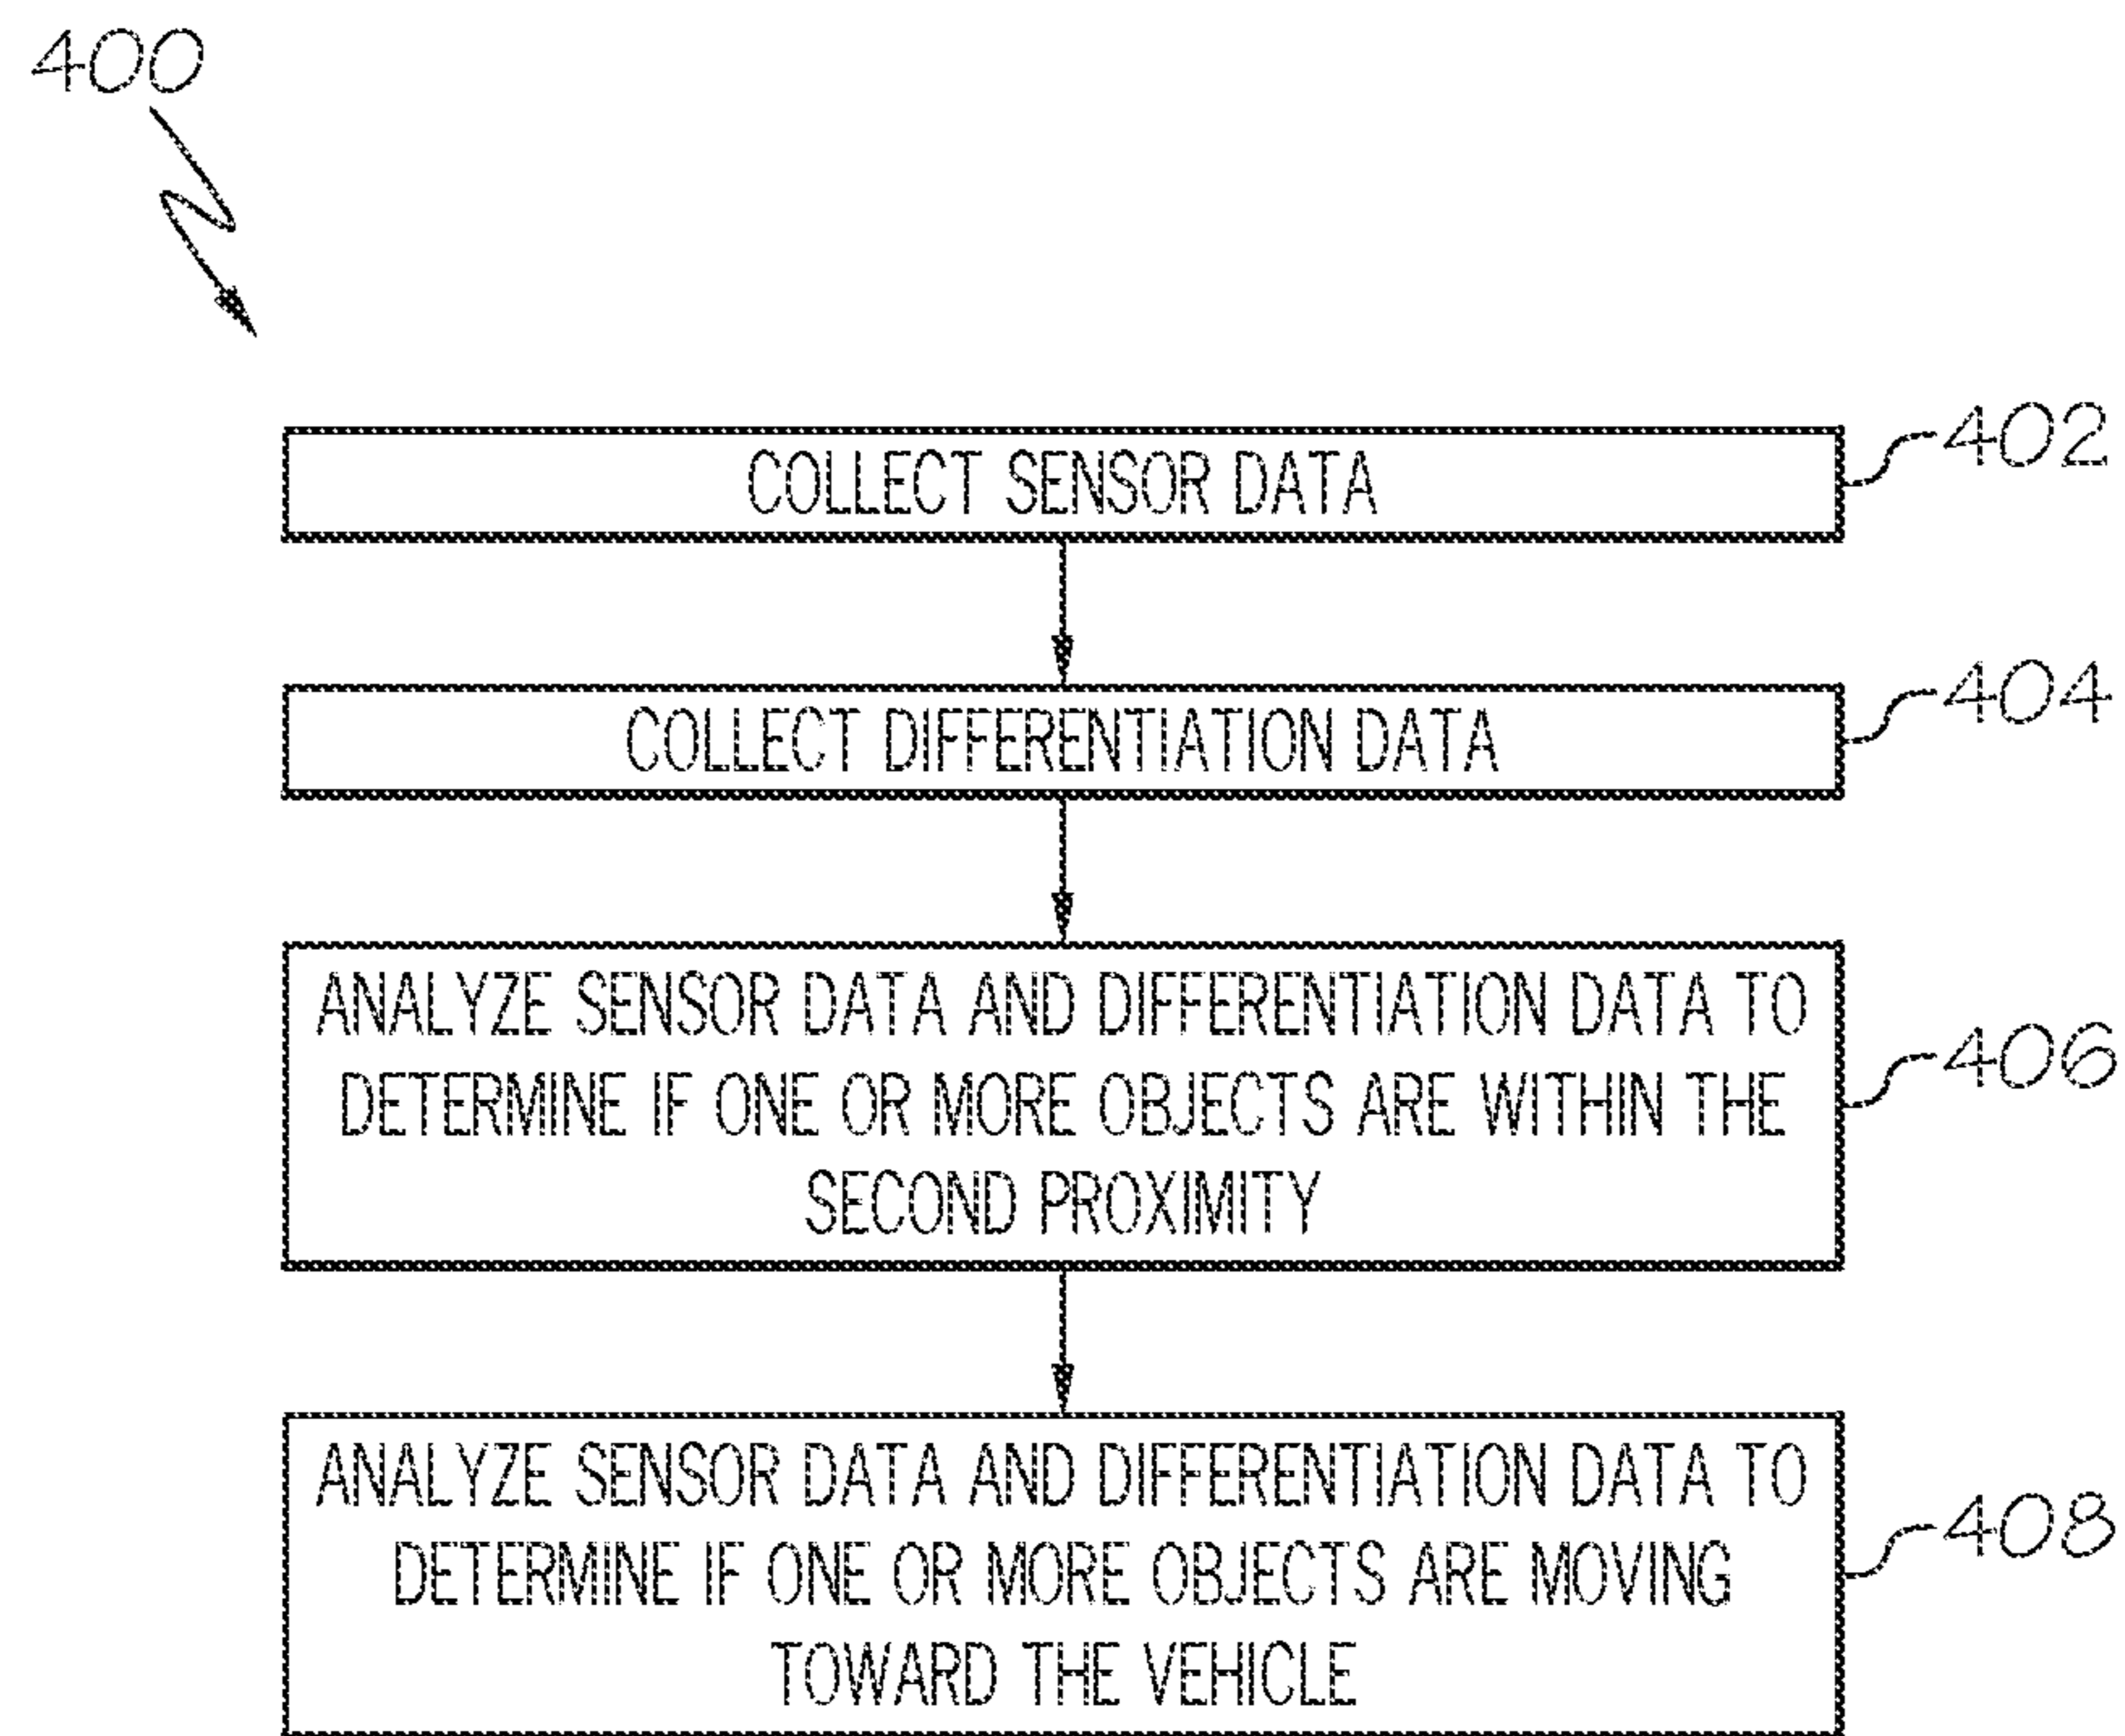 400
COLLECT SENSOR DATA
402
COLLECT DIFFERENTIATION DATA
404
ANALYZE SENSOR DATA AND DIFFERENTIATION DATA TO
DETERMINE IF ONE OR MORE OBJECTS ARE WITHIN THE
SECOND PROXIMITY
406
ANALYZE SENSOR DATA AND DIFFERENTIATION DATA TO
DETERMINE IF ONE OR MORE OBJECTS ARE MOVING
TOWARD THE VEHICLE
408